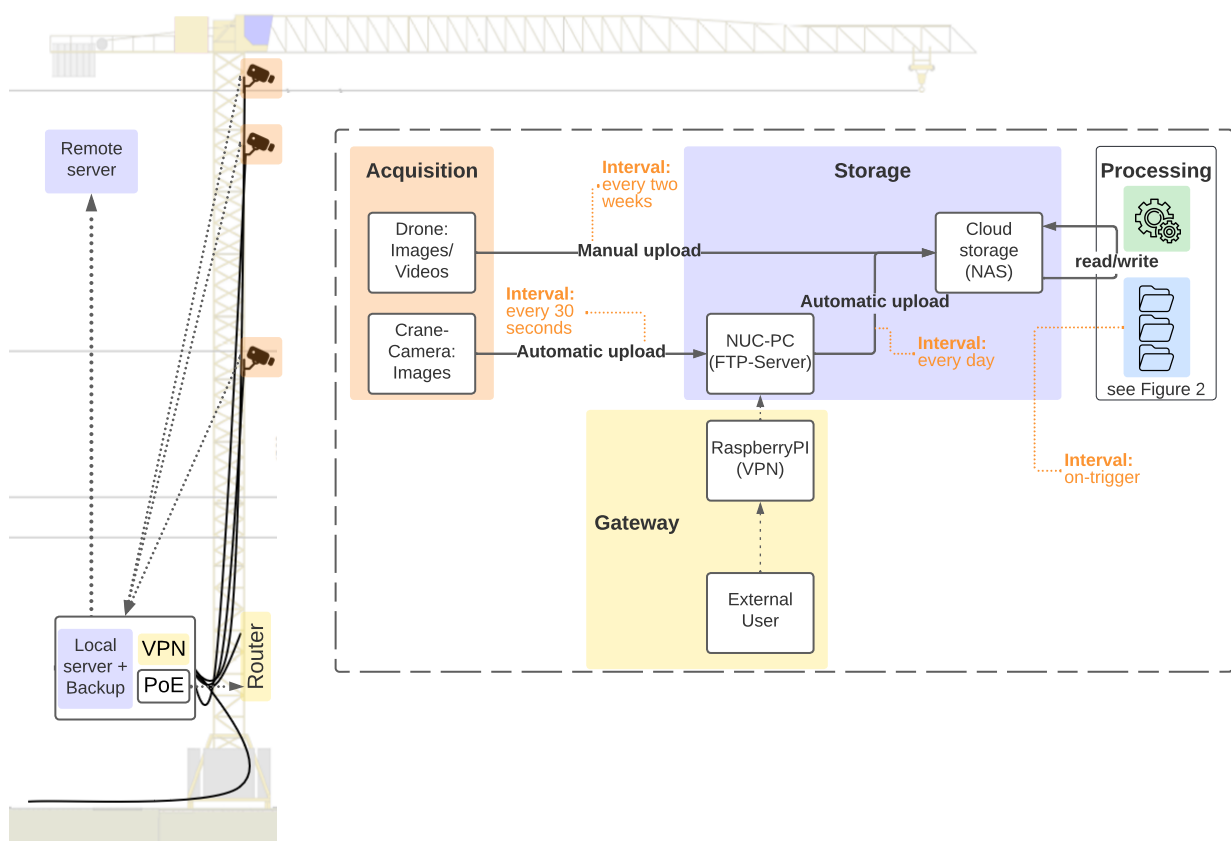 Remote
server
Local
server +
Backup
VPN
PoE
Router
Acquisition
Drone:
Images/
Videos
Crane-
Camera:
Images
Interval:
every two
weeks
Manual upload
Interval:
every 30
seconds
Automatic upload
Storage
Cloud
storage
(NAS)
Automatic upload
NUC-PC
(FTP-Server)
Interval:
every day
Processing
read/write
see Figure 2
Interval:
on-trigger
Gateway
RaspberryPI
(VPN)
External
User